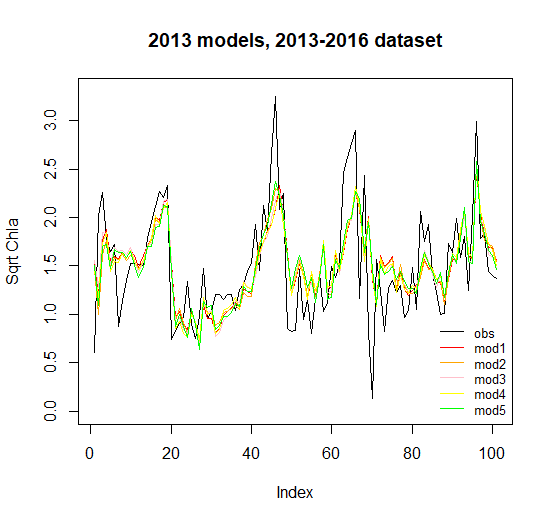 2013 models, 2013-2016 dataset
Sqrt Chla
3.0
2.5
2.0
1.5
1.0
0.5
0.0
obs
mod1
mod2
mod3
mod4
mod5
0 20 40 60 80 100
Index